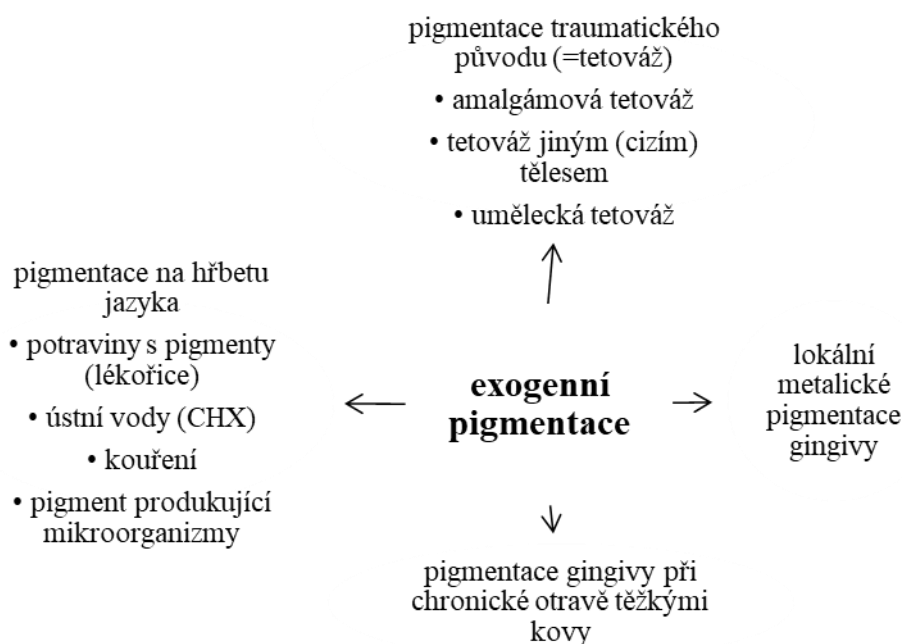 pigmentace traumatického
původu (=tetováž)
• amalgámová tetováž
• tetováž jiným (cizím)
tělesem
• umělecká tetováž
pigmentace na hřbetu
jazyka
• potraviny s pigmenty
(lékořice)
• ústní vody (CHX)
• kouření
• pigment produkující
mikroorganizmy
exogenní
pigmentace
lokální
metalické
pigmentace
gingivy
pigmentace gingivy při
chronické otravě těžkými
kovy